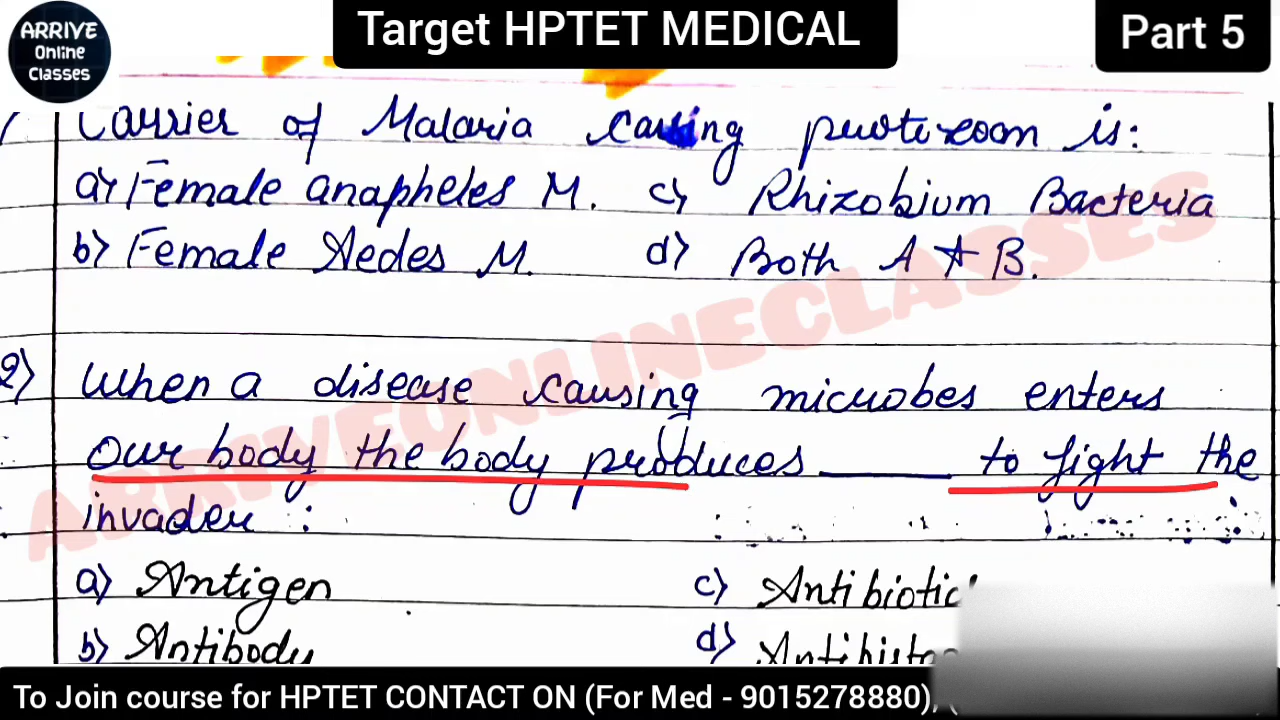 ARRIVE
Online
Classes
Target HPTET MEDICAL
Part 5
Carrier of Malaria causing protozoan is:
a) Female anapheles M. c) Rhizobium Bacteria
b) Female Aedes M. d) Both A & B.
ARRIVEONLINECLASSES
2) When a disease causing microbes enters
our body the body produces ______ to fight the
invader :
a) Antigen c) Antibiotic
b) Antibody d)
To Join course for HPTET CONTACT ON (For Med - 9015278880), (